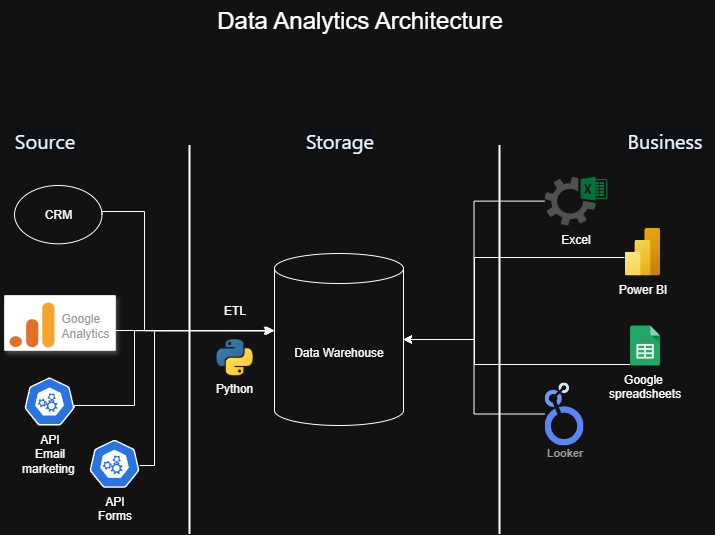 Data Analytics Architecture
Source
Storage
Business
CRM
Google
Analytics
API
Email
marketing
API
Forms
ETL
Python
Data Warehouse
X
Excel
Power BI
Google
spreadsheets
Looker